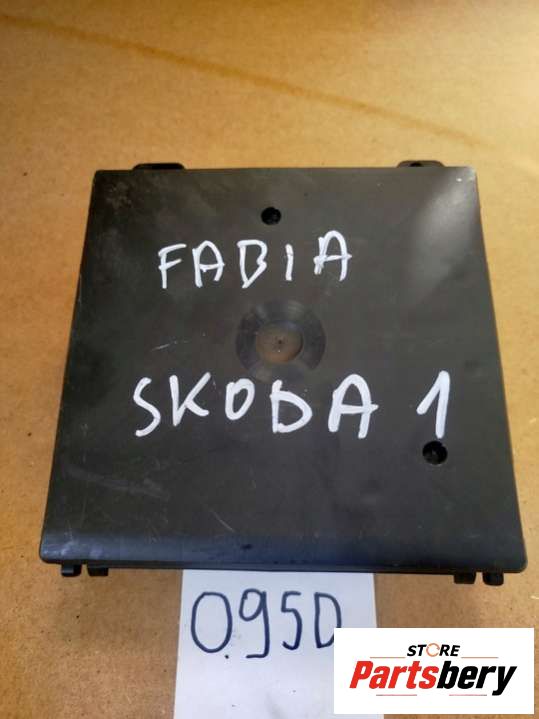 FABIA
SKODA 1
095D
STORE
Partsbery